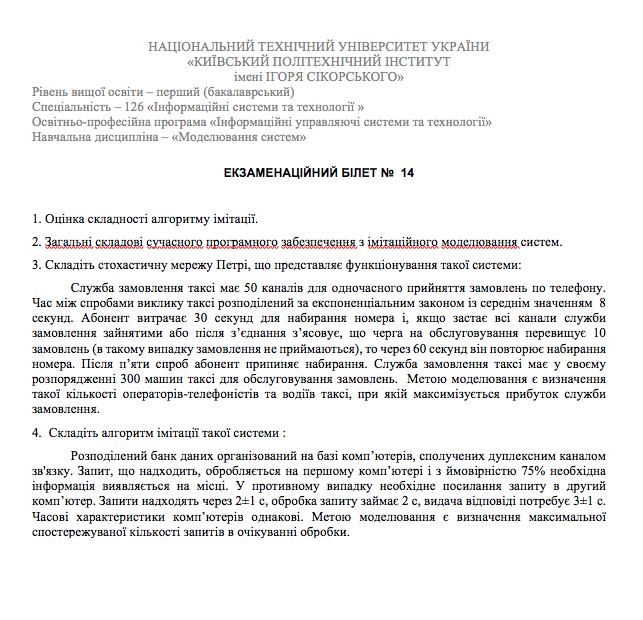 НАЦІОНАЛЬНИЙ ТЕХНІЧНИЙ УНІВЕРСИТЕТ УКРАЇНИ
«КИЇВСЬКИЙ ПОЛІТЕХНІЧНИЙ ІНСТИТУТ
імені ІГОРЯ СІКОРСЬКОГО»
Рівень вищої освіти – перший (бакалаврський)
Спеціальність – 126 «Інформаційні системи та технології »
Освітньо-професійна програма «Інформаційні управляючі системи та технології»
Навчальна дисципліна – «Моделювання систем»
ЕКЗАМЕНАЦІЙНИЙ БІЛЕТ № 14
1. Оцінка складності алгоритму імітації.
2. Загальні складові сучасного програмного забезпечення з імітаційного моделювання систем.
3. Складіть стохастичну мережу Петрі, що представляє функціонування такої системи:
Служба замовлення таксі має 50 каналів для одночасного прийняття замовлень по телефону.
Час між спробами виклику таксі розподілений за експоненціальним законом із середнім значенням 8
секунд. Абонент витрачає 30 секунд для набирання номера і, якщо застає всі канали служби
замовлення зайнятими або після з’єднання з’ясовує, що черга на обслуговування перевищує 10
замовлень (в такому випадку замовлення не приймаються), то через 60 секунд він повторює набирання
номера. Після п’яти спроб абонент припиняє набирання. Служба замовлення таксі має у своєму
розпорядженні 300 машин таксі для обслуговування замовлень. Метою моделювання є визначення
такої кількості операторів-телефоністів та водіїв таксі, при якій максимізується прибуток служби
замовлення.
4. Складіть алгоритм імітації такої системи :
Розподілений банк даних організований на базі комп’ютерів, сполучених дуплексним каналом
зв'язку. Запит, що надходить, обробляється на першому комп’ютері і з ймовірністю 75% необхідна
інформація виявляється на місці. У противному випадку необхідне посилання запиту в другий
комп’ютер. Запити надходять через 2±1 с, обробка запиту займає 2 с, видача відповіді потребує 3±1 с.
Часові характеристики комп’ютерів однакові. Метою моделювання є визначення максимальної
спостережуваної кількості запитів в очікуванні обробки.